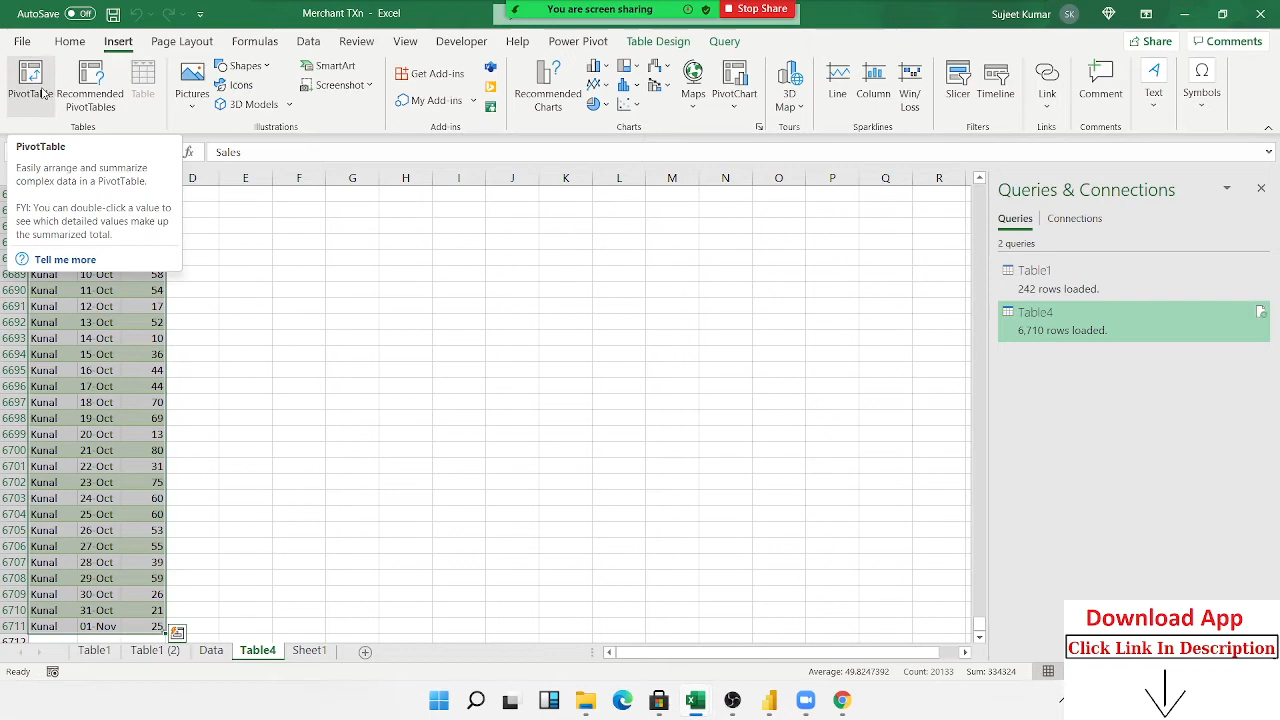 AutoSave Off
Merchant TXn - Excel
You are screen sharing
Stop Share
Sujeet Kumar
SK
File Home Insert Page Layout Formulas Data Review View Developer Help Power Pivot Table Design Query
Share
Comments
PivotTable
Recommended
PivotTables
Table
Pictures
Shapes
Icons
3D Models
SmartArt
Screenshot
Get Add-ins
My Add-ins
Recommended
Charts
Maps
PivotChart
3D
Map
Line
Column
Win/
Loss
Slicer
Timeline
Link
Comment
Text
Symbols
Tables
Illustrations
Add-ins
Charts
Tours
Sparklines
Filters
Links
Comments
PivotTable
Easily arrange and summarize
complex data in a PivotTable.
FYI: You can double-click a value to
see which detailed values make up
the summarized total.
Tell me more
fx Sales
D E F G H I J K L M N O P Q R
6689 Kunal 10-Oct 58
6690 Kunal 11-Oct 54
6691 Kunal 12-Oct 17
6692 Kunal 13-Oct 52
6693 Kunal 14-Oct 10
6694 Kunal 15-Oct 36
6695 Kunal 16-Oct 44
6696 Kunal 17-Oct 44
6697 Kunal 18-Oct 70
6698 Kunal 19-Oct 69
6699 Kunal 20-Oct 13
6700 Kunal 21-Oct 80
6701 Kunal 22-Oct 31
6702 Kunal 23-Oct 75
6703 Kunal 24-Oct 60
6704 Kunal 25-Oct 60
6705 Kunal 26-Oct 53
6706 Kunal 27-Oct 55
6707 Kunal 28-Oct 39
6708 Kunal 29-Oct 59
6709 Kunal 30-Oct 26
6710 Kunal 31-Oct 21
6711 Kunal 01-Nov 25
Queries & Connections
Queries Connections
2 queries
Table1
242 rows loaded.
Table4
6,710 rows loaded.
Download App
Click Link In Description
Table1 Table1 (2) Data Table4 Sheet1
Ready
Average: 49.8247392 Count: 20133 Sum: 334324